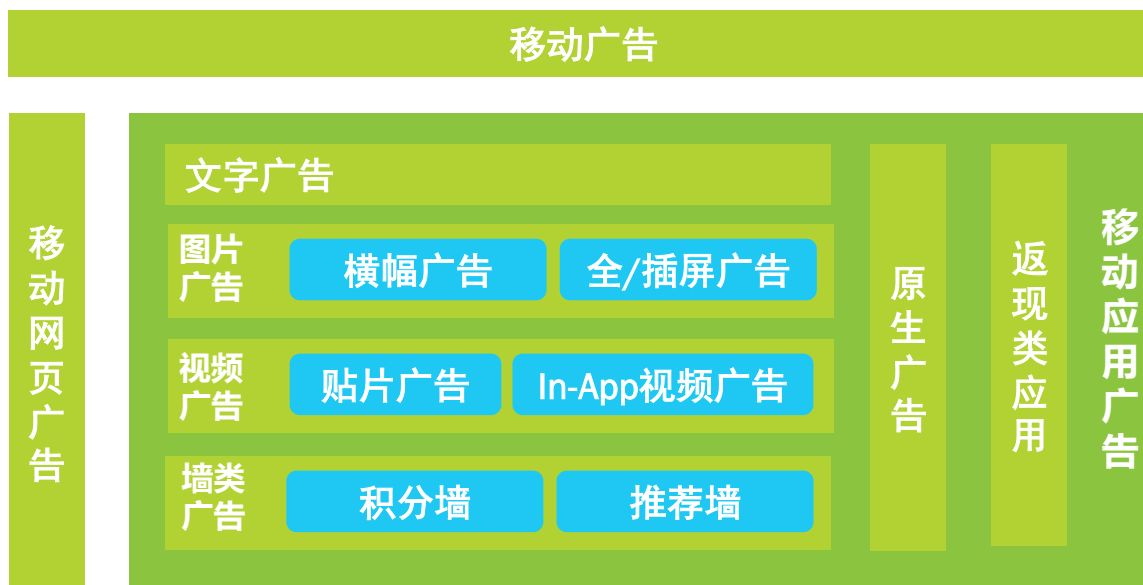 移动广告
移动网页广告
文字广告
图片
广告
横幅广告
全/插屏广告
视频
广告
贴片广告
In-App视频广告
墙类
广告
积分墙
推荐墙
原生广告
返现类应用
移动应用广告